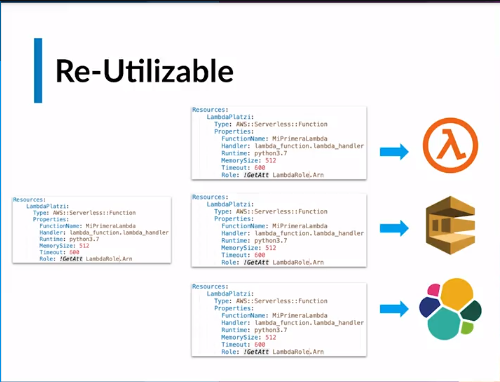 Re-Utilizable
Resources:
LambdaPlatzi:
Type: AWS::Serverless::Function
Properties:
FunctionName: MiPrimeraLambda
Handler: lambda_function.lambda_handler
Runtime: python3.7
MemorySize: 512
Timeout: 600
Role: !GetAtt LambdaRole.Arn
Resources:
LambdaPlatzi:
Type: AWS::Serverless::Function
Properties:
FunctionName: MiPrimeraLambda
Handler: lambda_function.lambda_handler
Runtime: python3.7
MemorySize: 512
Timeout: 600
Role: !GetAtt LambdaRole.Arn
Resources:
LambdaPlatzi:
Type: AWS::Serverless::Function
Properties:
FunctionName: MiPrimeraLambda
Handler: lambda_function.lambda_handler
Runtime: python3.7
MemorySize: 512
Timeout: 600
Role: !GetAtt LambdaRole.Arn
Resources:
LambdaPlatzi:
Type: AWS::Serverless::Function
Properties:
FunctionName: MiPrimeraLambda
Handler: lambda_function.lambda_handler
Runtime: python3.7
MemorySize: 512
Timeout: 600
Role: !GetAtt LambdaRole.Arn